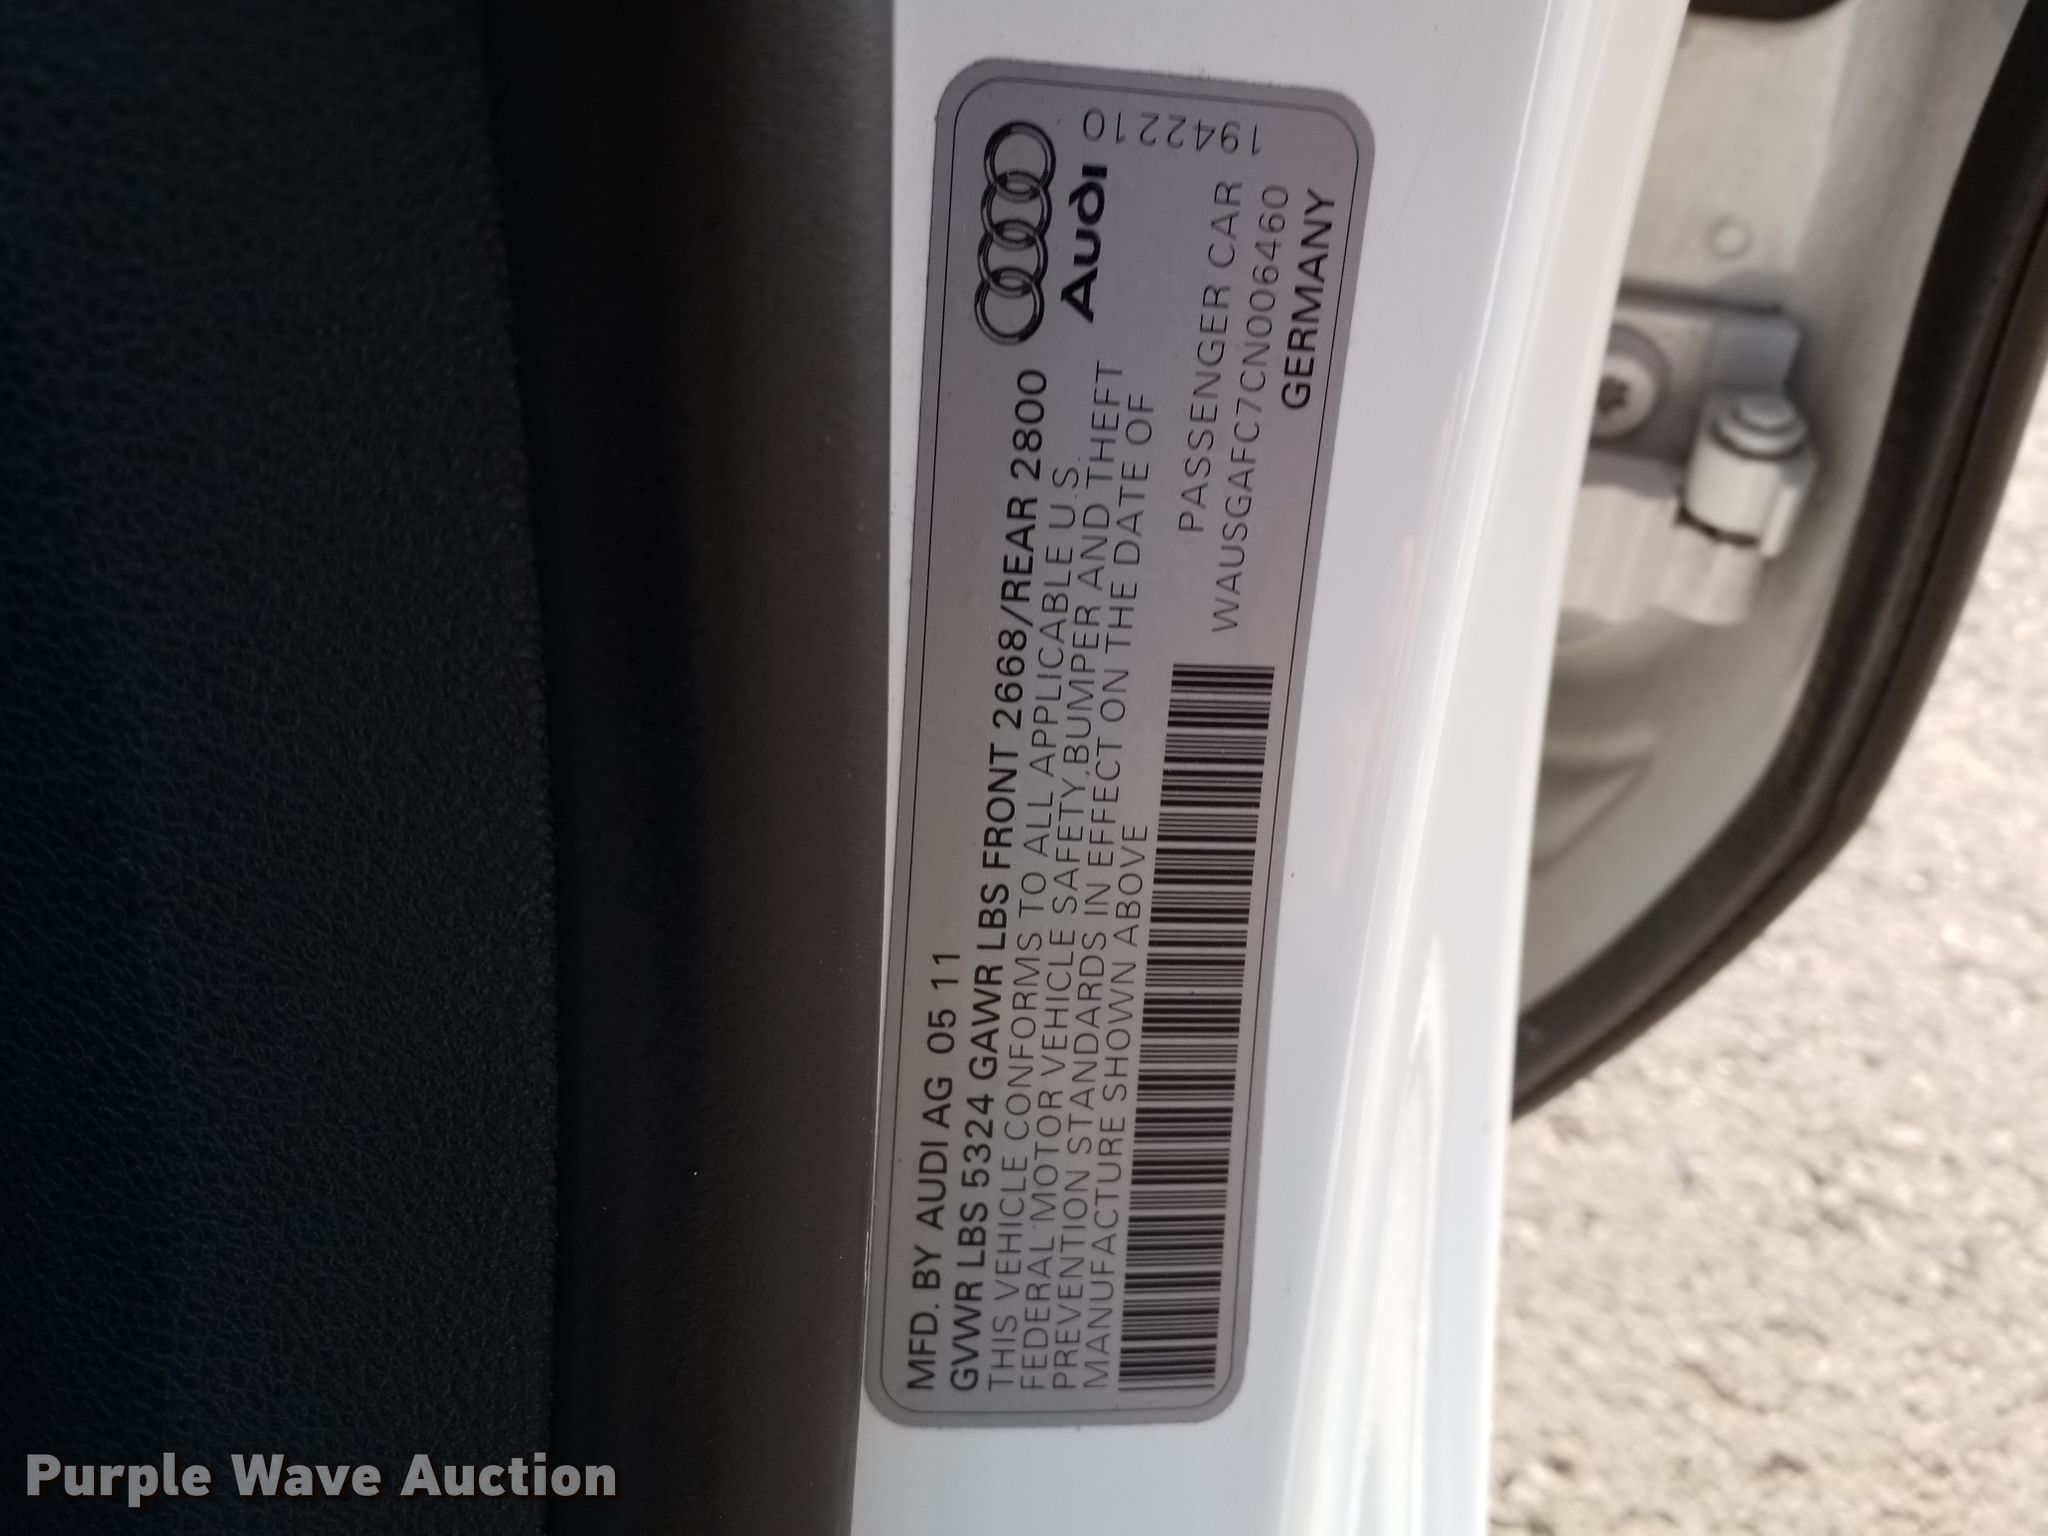 MFD. BY AUDI AG 05 11
GVWR LBS 5324 GAWR LBS FRONT 2668/REAR 2800
THIS VEHICLE CONFORMS TO ALL APPLICABLE U.S.
FEDERAL MOTOR VEHICLE SAFETY, BUMPER AND THEFT
PREVENTION STANDARDS IN EFFECT ON THE DATE OF
MANUFACTURE SHOWN ABOVE
Audi
1942210
PASSENGER CAR
WAUSGAFC7CN006460
GERMANY
Purple Wave Auction